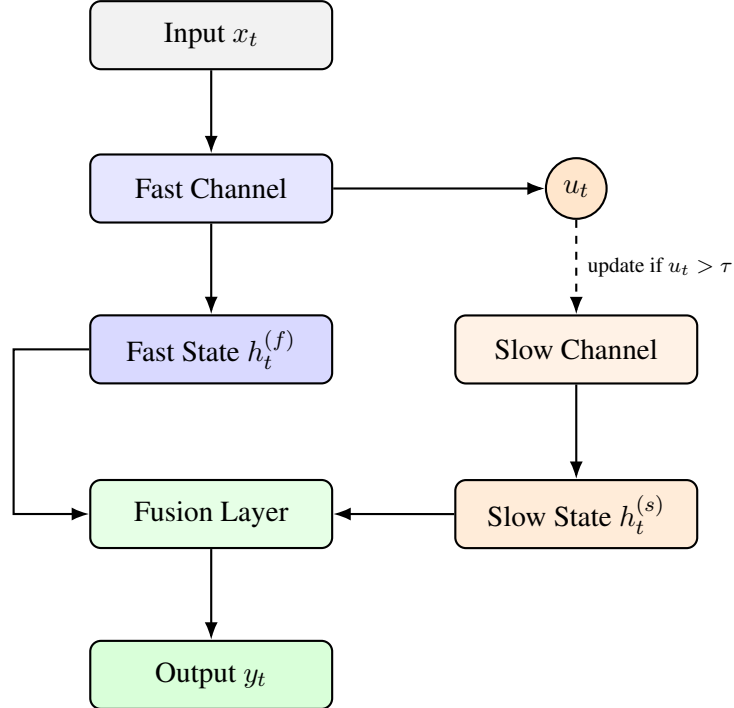 Input x_t
Fast Channel
u_t
update if u_t > τ
Fast State h_t^{(f)}
Slow Channel
Fusion Layer
Slow State h_t^{(s)}
Output y_t